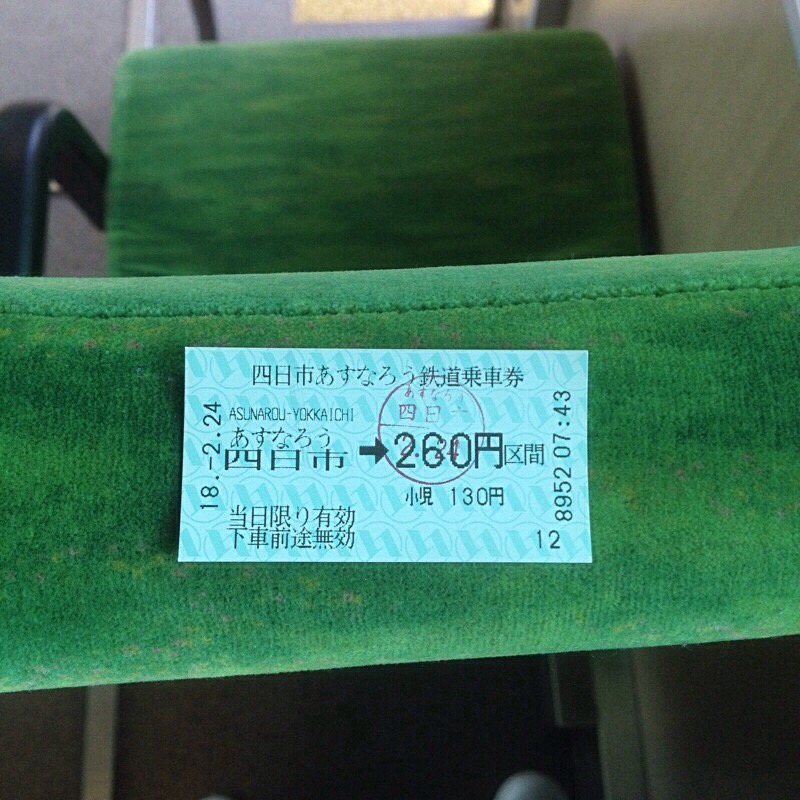 四日市あすなろう鉄道乗車券
18.-2.24
ASUNAROU-YOKKAICHI
あすなろう
四日市 ➡260円区間
小児 130円
当日限り有効
下車前途無効
12
8952 07:43
あすなろう
四日